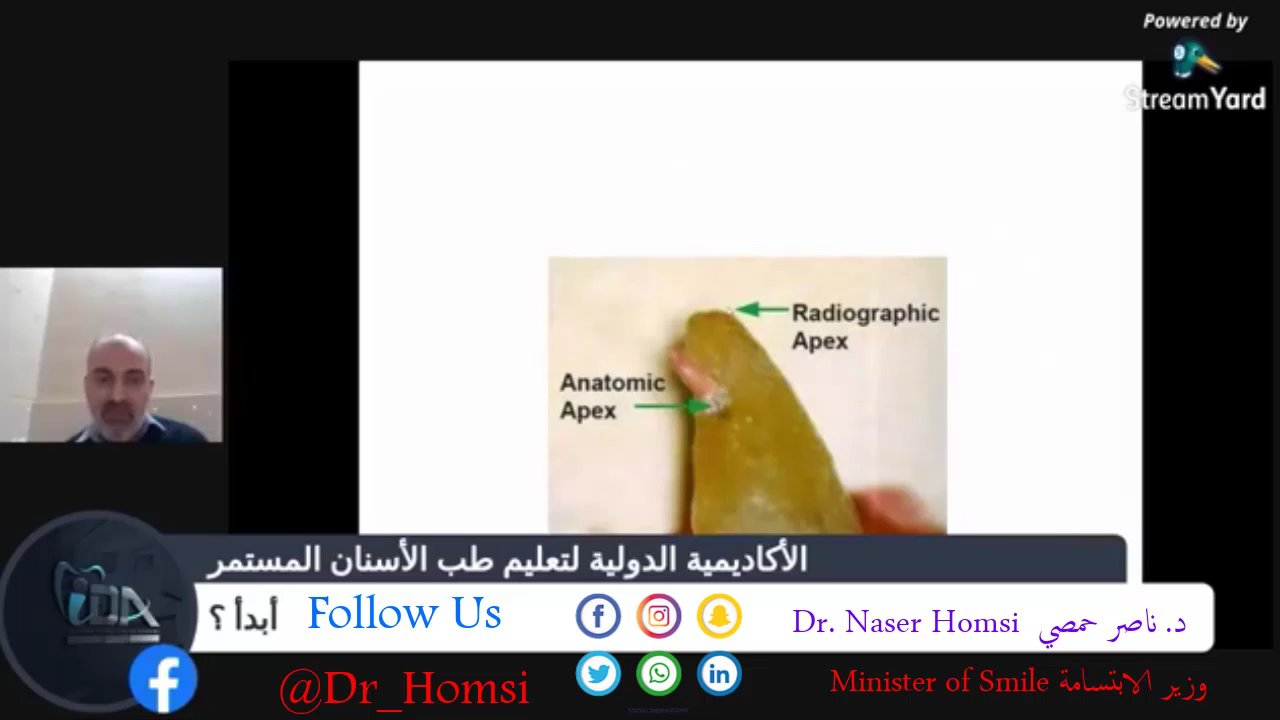 Powered by
StreamYard
Radiographic
Apex
Anatomic
Apex
الأكاديمية الدولية لتعليم طب الأسنان المستمر
iDA
أبدأ ؟
Follow Us
Dr. Naser Homsi د. ناصر حمصي
@Dr_Homsi
Minister of Smile وزير الابتسامة